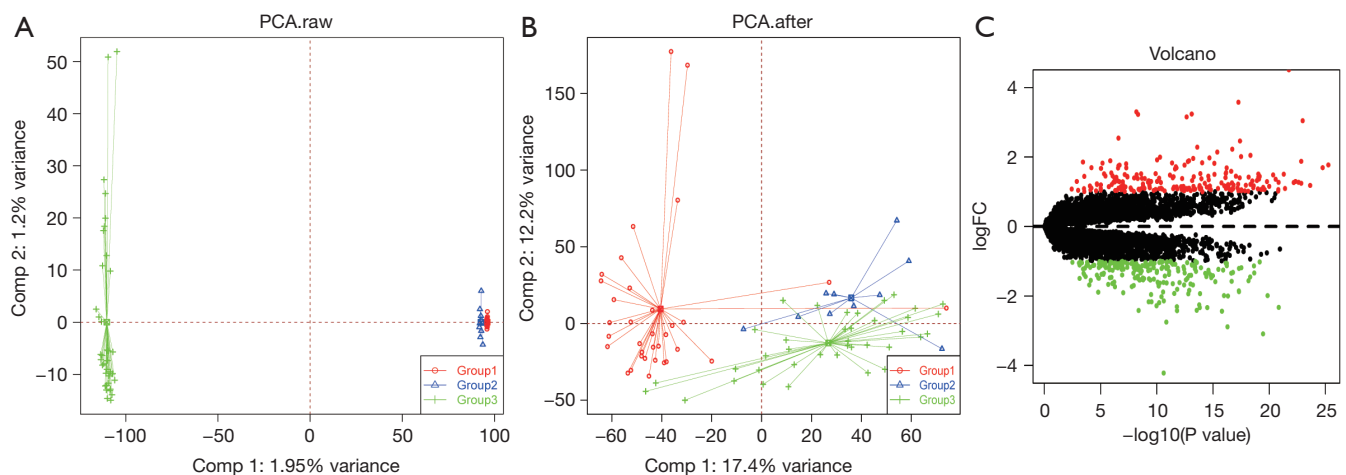 A
PCA.raw
50
40
30
20
10
0
−10
Comp 2: 1.2% variance
−100
−50
0
50
100
Comp 1: 1.95% variance
Group1
Group2
Group3
B
PCA.after
150
100
50
0
−50
Comp 2: 12.2% variance
−60
−40
−20
0
20
40
60
Comp 1: 17.4% variance
Group1
Group2
Group3
C
Volcano
4
2
0
−2
−4
logFC
0
5
10
15
20
25
−log10(P value)